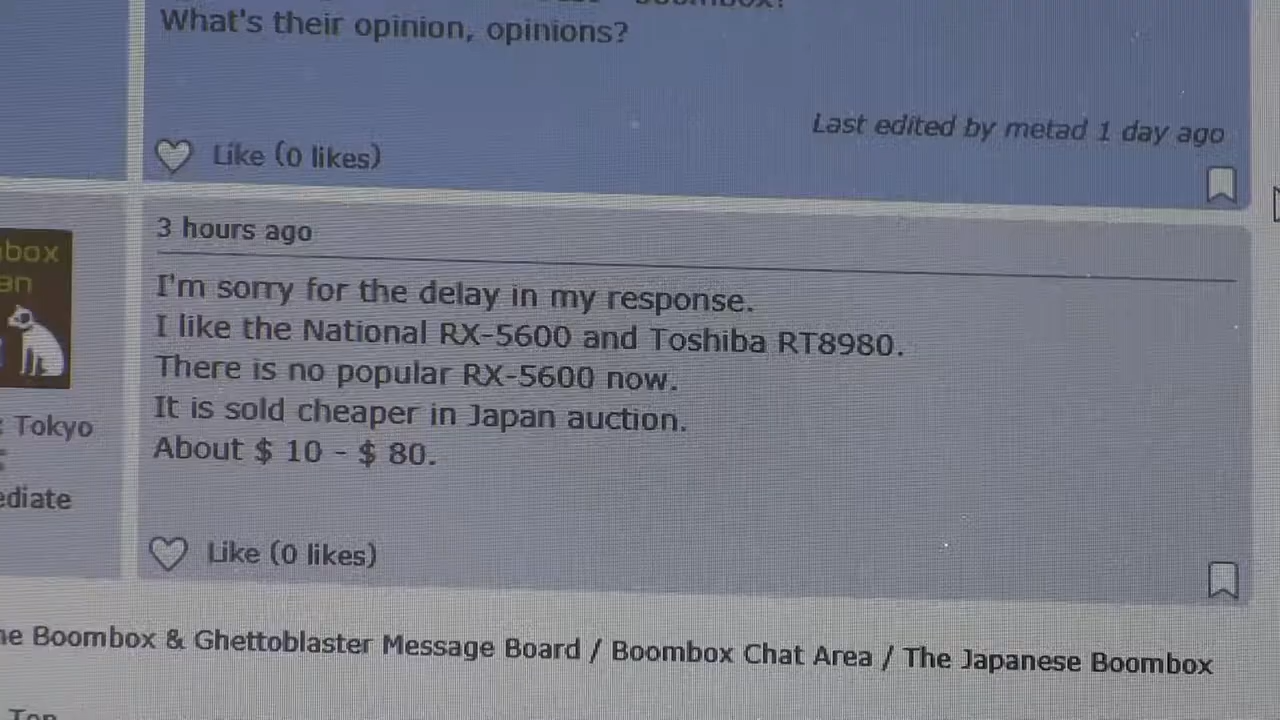 What's their opinion, opinions?
Last edited by metad 1 day ago
Like (0 likes)
3 hours ago
I'm sorry for the delay in my response.
I like the National RX-5600 and Toshiba RT8980.
There is no popular RX-5600 now.
It is sold cheaper in Japan auction.
About $ 10 - $ 80.
box
an
Tokyo
ediate
Like (0 likes)
Boombox & Ghettoblaster Message Board / Boombox Chat Area / The Japanese Boombox